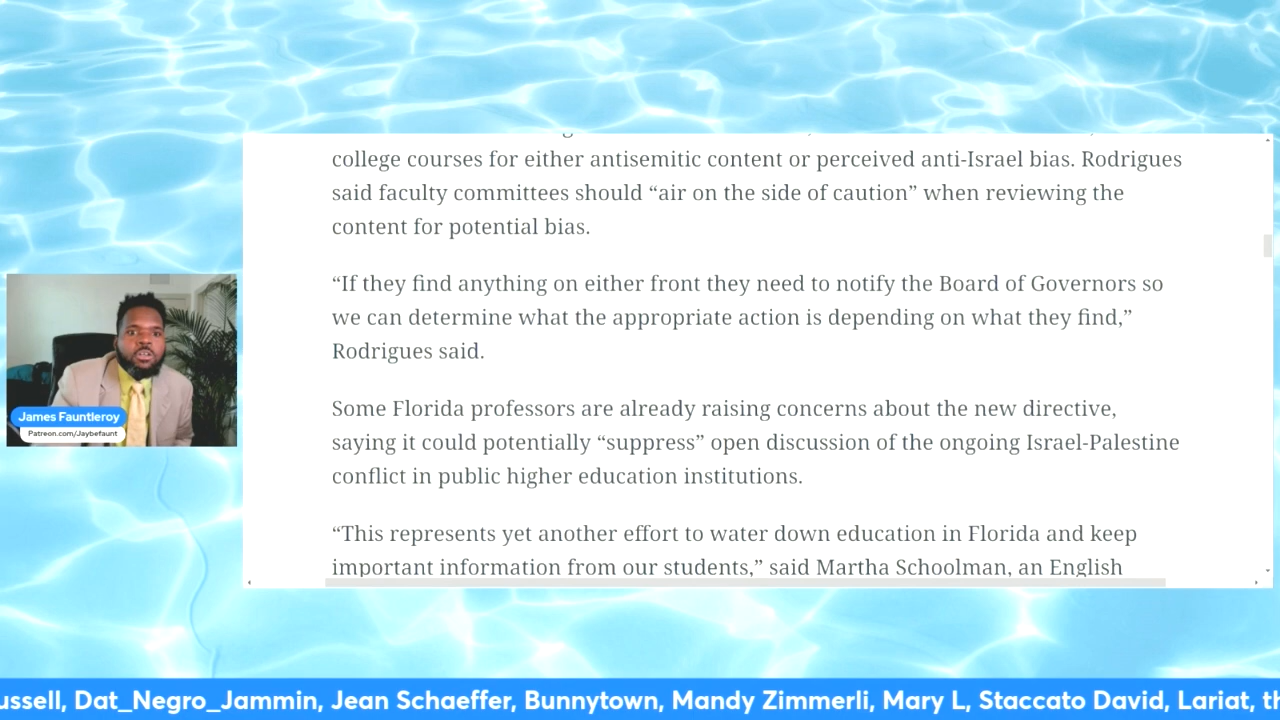 college courses for either antisemitic content or perceived anti-Israel bias. Rodrigues
said faculty committees should “air on the side of caution” when reviewing the
content for potential bias.
“If they find anything on either front they need to notify the Board of Governors so
we can determine what the appropriate action is depending on what they find,”
Rodrigues said.
Some Florida professors are already raising concerns about the new directive,
saying it could potentially “suppress” open discussion of the ongoing Israel-Palestine
conflict in public higher education institutions.
“This represents yet another effort to water down education in Florida and keep
important information from our students,” said Martha Schoolman, an English
James Fauntleroy
Patreon.com/Jaybefaunt
ussell, Dat_Negro_Jammin, Jean Schaeffer, Bunnytown, Mandy Zimmerli, Mary L, Staccato David, Lariat, th